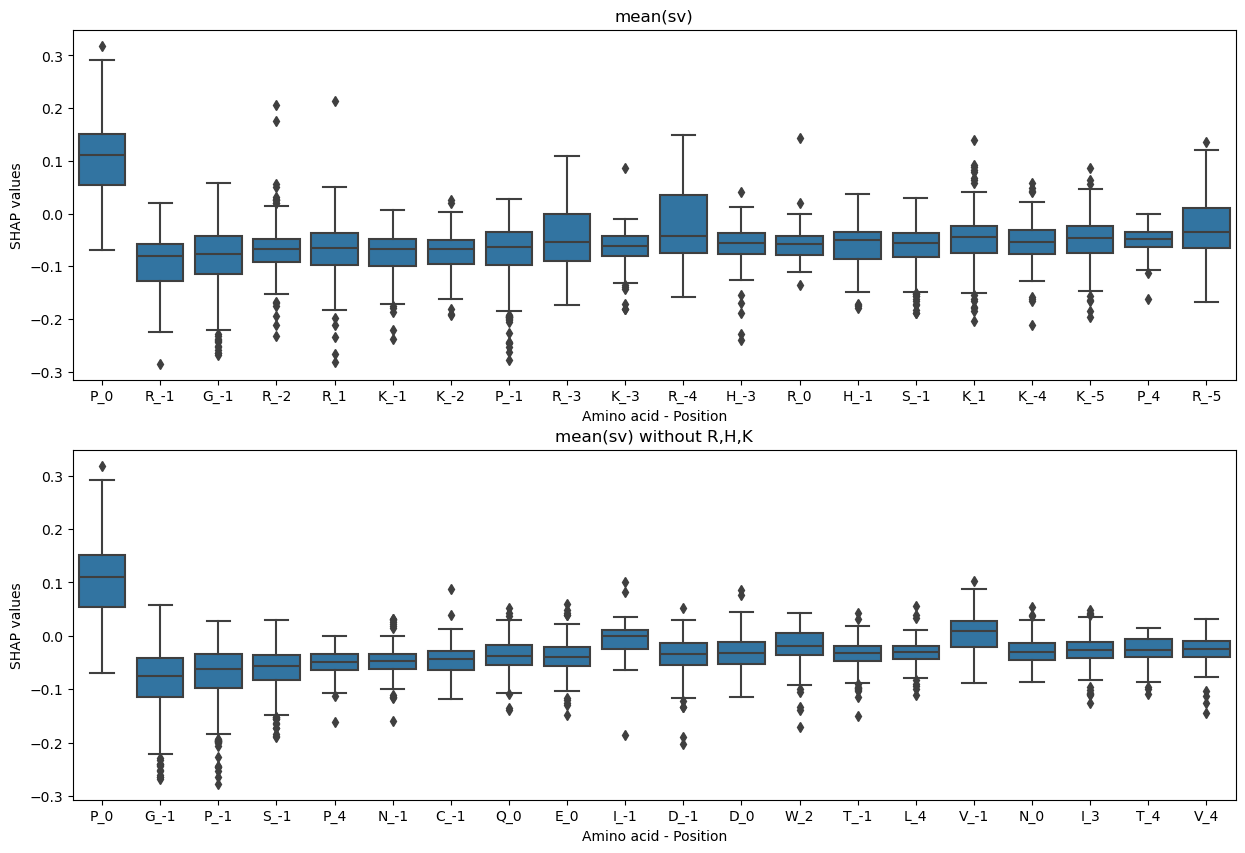 mean(sv)
0.3
0.2
0.1
0.0
−0.1
−0.2
−0.3
SHAP values
P_0 R_-1 G_-1 R_-2 R_1 K_-1 K_-2 P_-1 R_-3 K_-3 R_-4 H_-3 R_0 H_-1 S_-1 K_1 K_-4 K_-5 P_4 R_-5
Amino acid - Position
mean(sv) without R,H,K
0.3
0.2
0.1
0.0
−0.1
−0.2
−0.3
SHAP values
P_0 G_-1 P_-1 S_-1 P_4 N_-1 C_-1 Q_0 E_0 I_-1 D_-1 D_0 W_2 T_-1 L_4 V_-1 N_0 I_3 T_4 V_4
Amino acid - Position